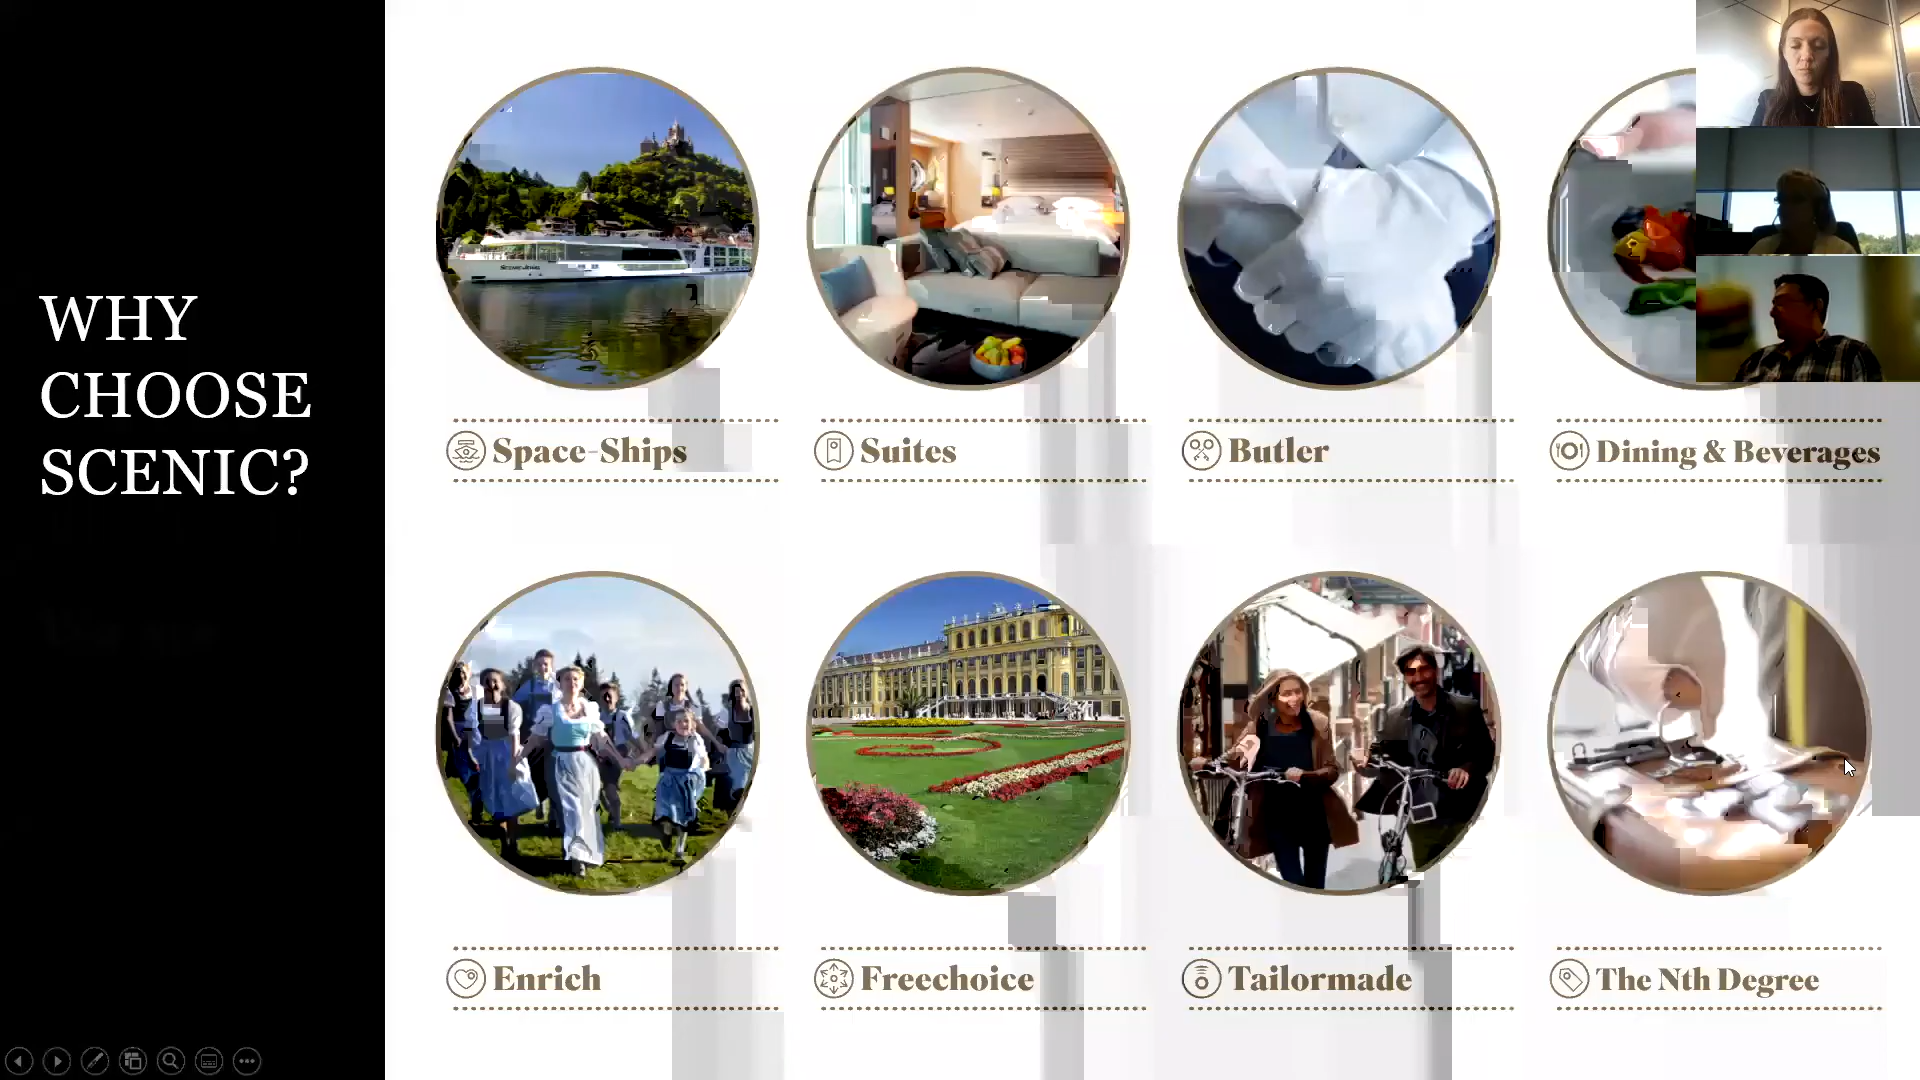 WHY
CHOOSE
SCENIC?
Space-Ships
Suites
Butler
Dining & Beverages
Enrich
Freechoice
Tailormade
The Nth Degree